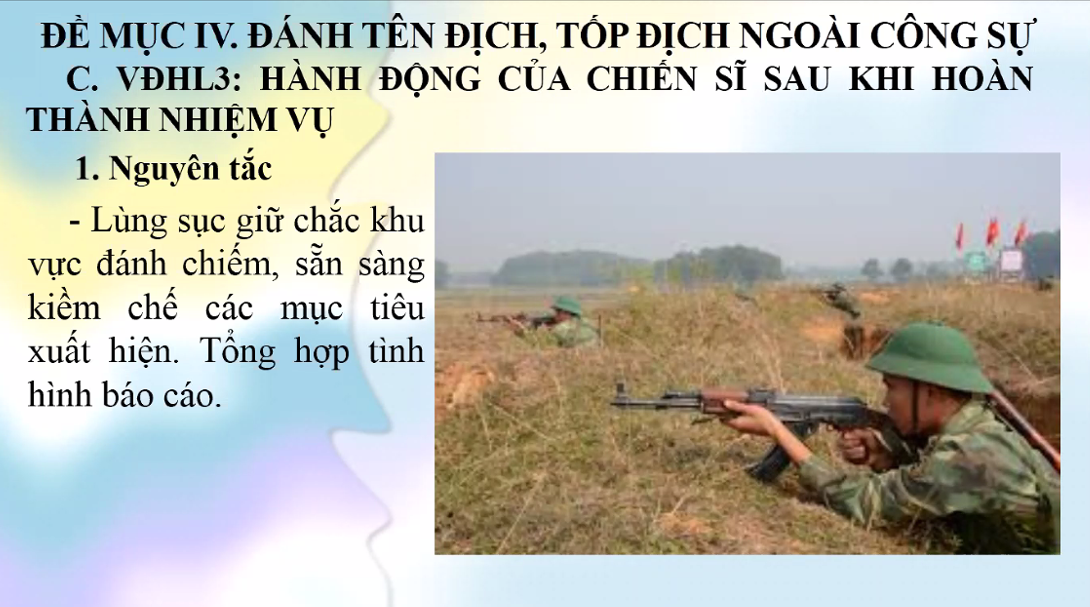 ĐỀ MỤC IV. ĐÁNH TÊN ĐỊCH, TỐP ĐỊCH NGOÀI CÔNG SỰ
C. VĐHL3: HÀNH ĐỘNG CỦA CHIẾN SĨ SAU KHI HOÀN
THÀNH NHIỆM VỤ
1. Nguyên tắc
- Lùng sục giữ chắc khu
vực đánh chiếm, sẵn sàng
kiềm chế các mục tiêu
xuất hiện. Tổng hợp tình
hình báo cáo.